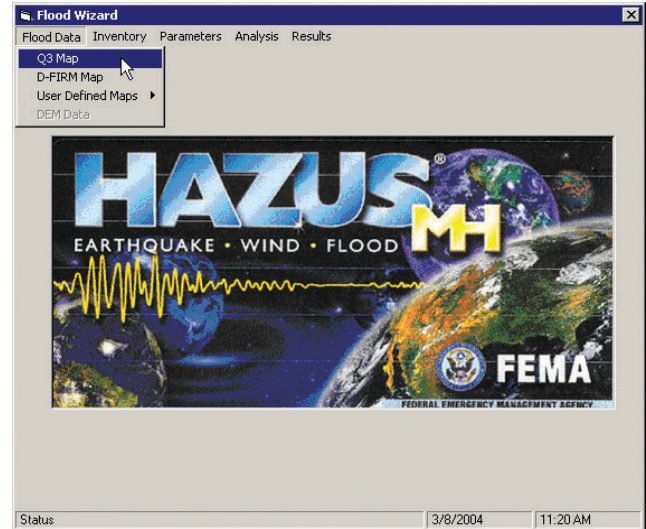 Flood Wizard
Flood Data Inventory Parameters Analysis Results
Q3 Map
D-FIRM Map
User Defined Maps
DEM Data
HAZUS®
MH
EARTHQUAKE • WIND • FLOOD
FEMA
FEDERAL EMERGENCY MANAGEMENT AGENCY
Status 3/8/2004 11:20 AM